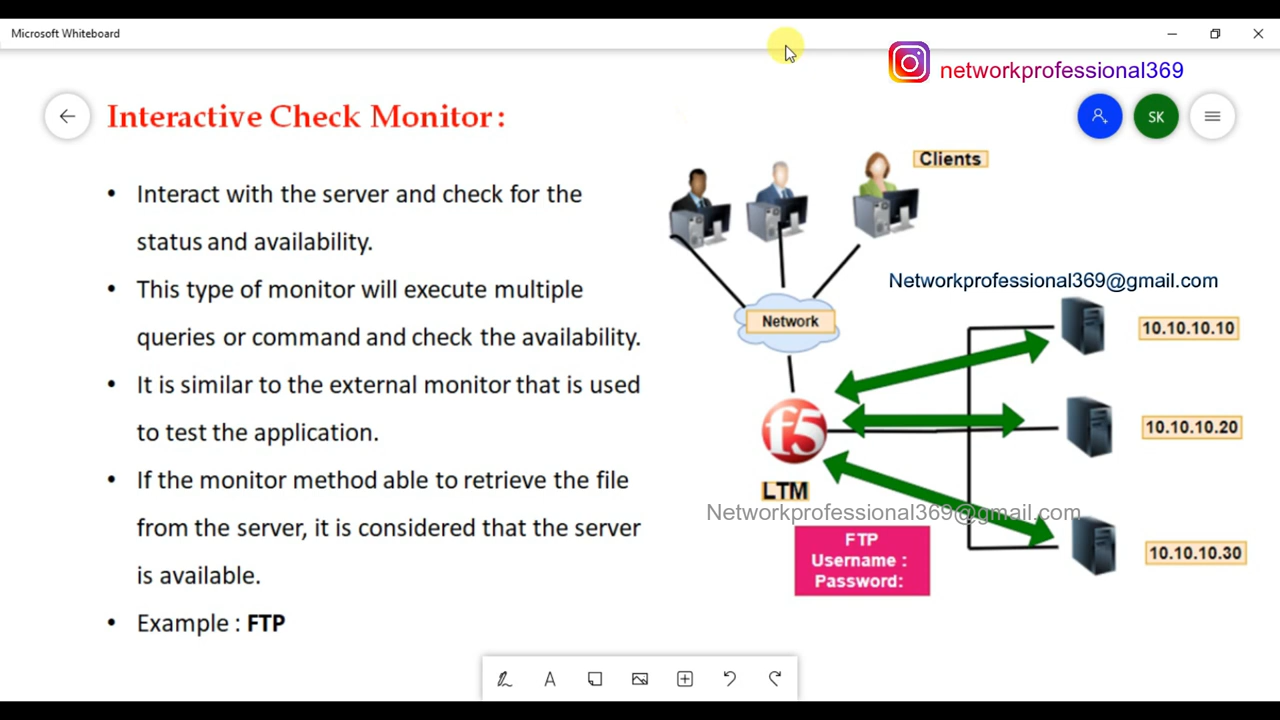 Microsoft Whiteboard
networkprofessional369
Interactive Check Monitor:
SK
Clients
• Interact with the server and check for the
status and availability.
• This type of monitor will execute multiple
queries or command and check the availability.
• It is similar to the external monitor that is used
to test the application.
• If the monitor method able to retrieve the file
from the server, it is considered that the server
is available.
• Example : FTP
Networkprofessional369@gmail.com
Network
10.10.10.10
f5
10.10.10.20
LTM
Networkprofessional369@gmail.com
FTP
Username :
Password:
10.10.10.30
A